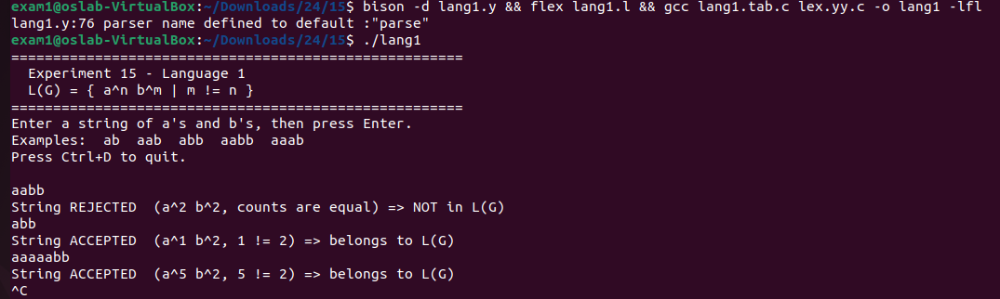 exam1@oslab-VirtualBox:~/Downloads/24/15$ bison -d lang1.y && flex lang1.l && gcc lang1.tab.c lex.yy.c -o lang1 -lfl
lang1.y:76 parser name defined to default :"parse"
exam1@oslab-VirtualBox:~/Downloads/24/15$ ./lang1
======================================================
  Experiment 15 - Language 1
  L(G) = { a^n b^m | m != n }
======================================================
Enter a string of a's and b's, then press Enter.
Examples:  ab  aab  abb  aabb  aaab
Press Ctrl+D to quit.

aabb
String REJECTED  (a^2 b^2, counts are equal) => NOT in L(G)
abb
String ACCEPTED  (a^1 b^2, 1 != 2) => belongs to L(G)
aaaaabb
String ACCEPTED  (a^5 b^2, 5 != 2) => belongs to L(G)
^C